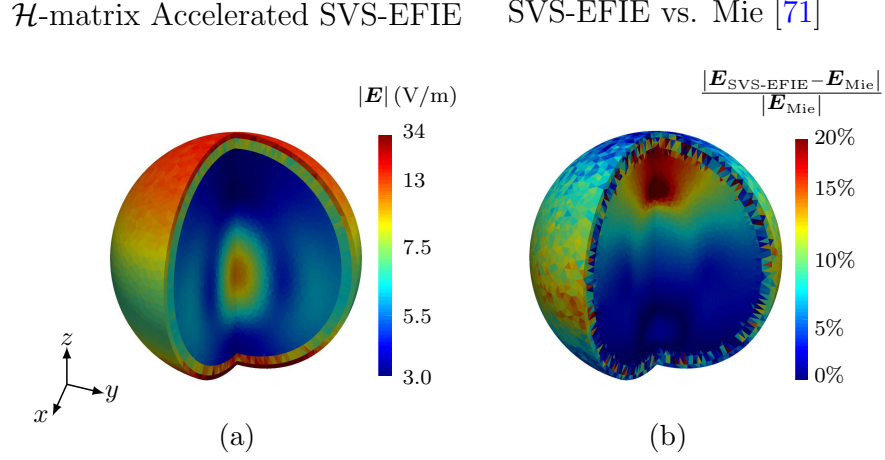 ℋ-matrix Accelerated SVS-EFIE
SVS-EFIE vs. Mie [71]
|E| (V/m)
34
13
7.5
5.5
3.0
z
y
x
(a)
|E_SVS-EFIE − E_Mie|
|E_Mie|
20%
15%
10%
5%
0%
(b)